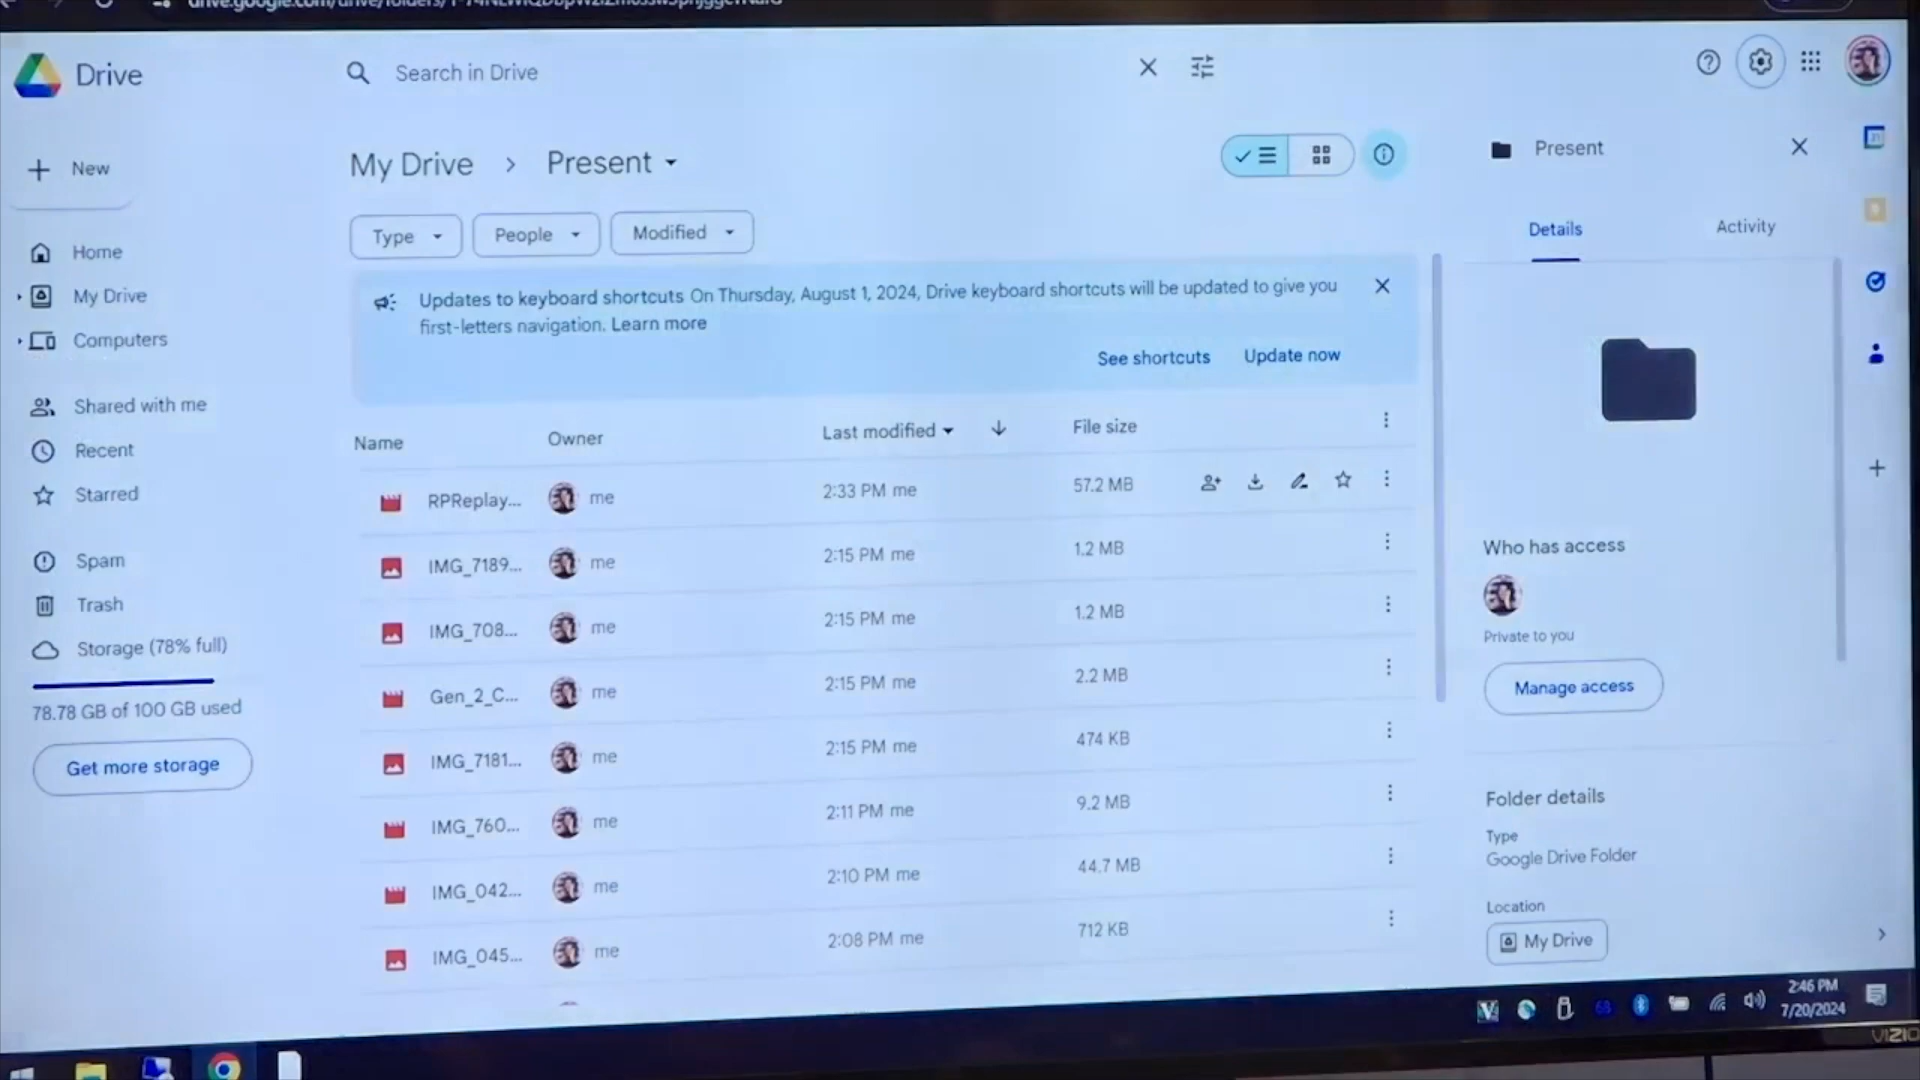 Drive
Search in Drive
New
My Drive > Present
Present
Type
People
Modified
Details
Activity
Home
My Drive
Computers
Updates to keyboard shortcuts On Thursday, August 1, 2024, Drive keyboard shortcuts will be updated to give you
first-letters navigation. Learn more
See shortcuts
Update now
Shared with me
Recent
Starred
Spam
Trash
Storage (78% full)
78.78 GB of 100 GB used
Get more storage
Name Owner Last modified File size
RPReplay... me 2:33 PM me 57.2 MB
IMG_7189... me 2:15 PM me 1.2 MB
IMG_708... me 2:15 PM me 1.2 MB
Gen_2_C... me 2:15 PM me 2.2 MB
IMG_7181... me 2:15 PM me 474 KB
IMG_760... me 2:11 PM me 9.2 MB
IMG_042... me 2:10 PM me 44.7 MB
IMG_045... me 2:08 PM me 712 KB
Who has access
Private to you
Manage access
Folder details
Type
Google Drive Folder
Location
My Drive
2:46 PM
7/20/2024
VIZIO